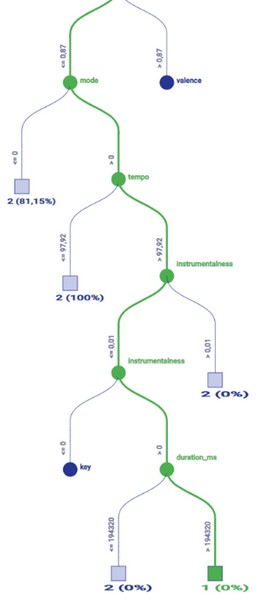 <= 0,87
> 0,87
mode
valence
<= 0
> 0
2 (81,15%)
tempo
<= 97,92
> 97,92
2 (100%)
instrumentalness
<= 0,01
> 0,01
instrumentalness
2 (0%)
<= 0
> 0
key
duration_ms
<= 194320
> 194320
2 (0%)
1 (0%)